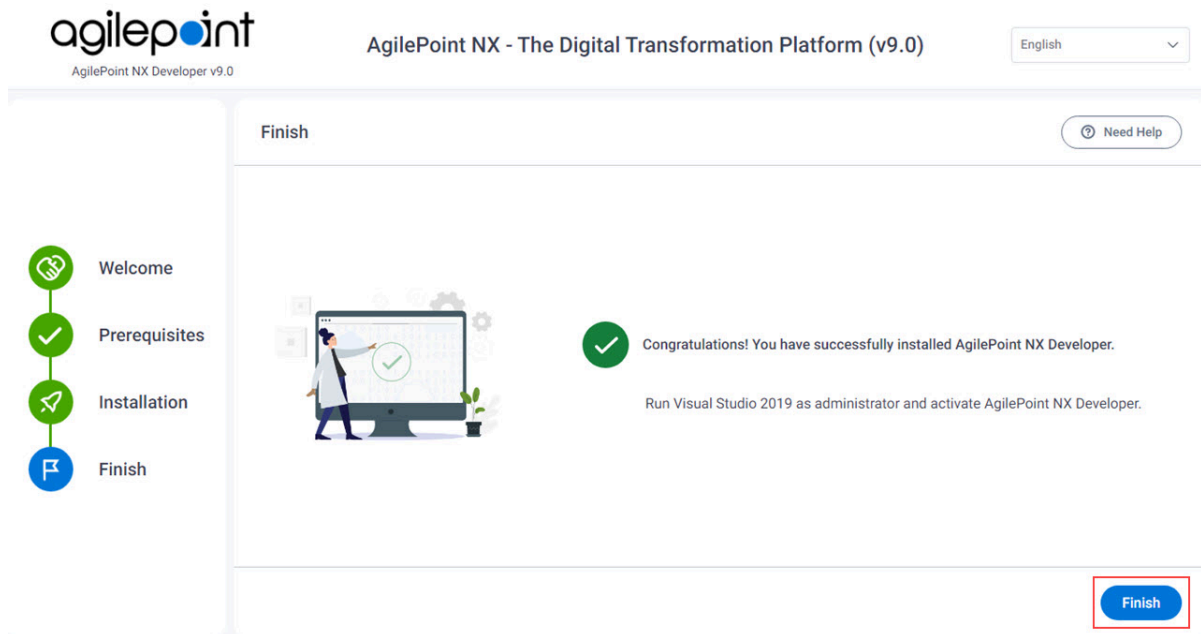 agilepoint
AgilePoint NX Developer v9.0
AgilePoint NX - The Digital Transformation Platform (v9.0)
English
Finish
Need Help
Welcome
Prerequisites
Installation
Finish
Congratulations! You have successfully installed AgilePoint NX Developer.
Run Visual Studio 2019 as administrator and activate AgilePoint NX Developer.
Finish